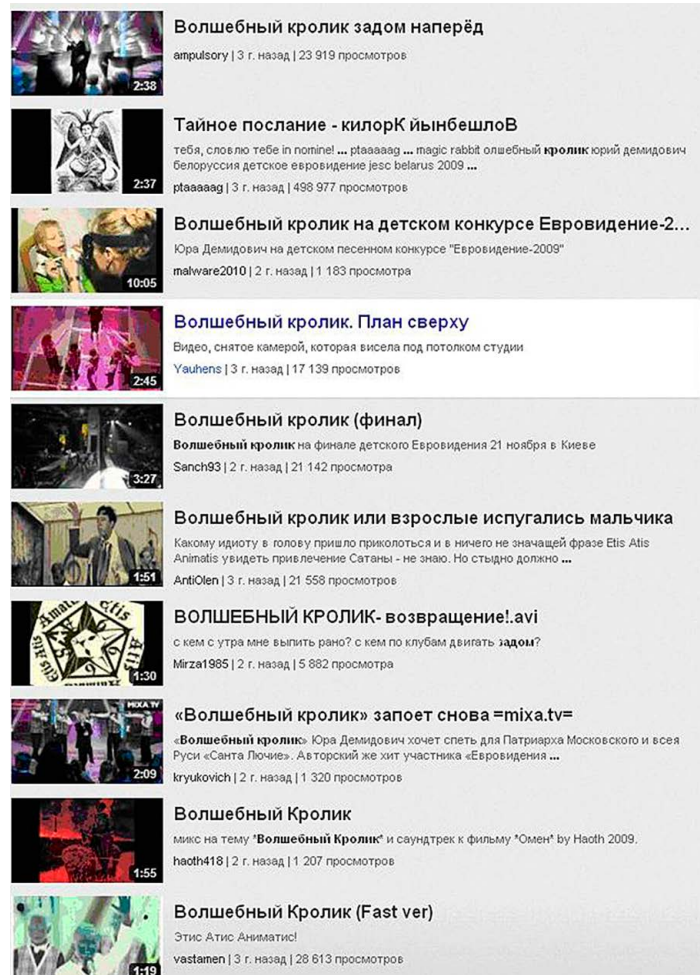 Волшебный кролик задом наперёд
ampulsory | 3 г. назад | 23 919 просмотров
2:38
Тайное послание - килорК йынбешлоВ
тебя, словлю тебе in nomine! ... ptaaaaag ... magic rabbit олшебный кролик юрий демидович
белоруссия детское евровидение jesc belarus 2009 ...
ptaaaaag | 3 г. назад | 498 977 просмотров
2:37
Волшебный кролик на детском конкурсе Евровидение-2...
Юра Демидович на детском песенном конкурсе "Евровидение-2009"
malware2010 | 2 г. назад | 1 183 просмотра
10:05
Волшебный кролик. План сверху
Видео, снятое камерой, которая висела под потолком студии
Yauhens | 3 г. назад | 17 139 просмотров
2:45
Волшебный кролик (финал)
Волшебный кролик на финале детского Евровидения 21 ноября в Киеве
Sanch93 | 2 г. назад | 21 142 просмотра
3:27
Волшебный кролик или взрослые испугались мальчика
Какому идиоту в голову пришло приколоться и в ничего не значащей фразе Etis Atis
Animatis увидеть привлечение Сатаны - не знаю. Но стыдно должно ...
AntiOlen | 3 г. назад | 21 558 просмотров
1:51
ВОЛШЕБНЫЙ КРОЛИК- возвращение!.avi
с кем с утра мне выпить рано? с кем по клубам двигать задом?
Mirza1985 | 2 г. назад | 5 882 просмотра
Etis
Atis
1:30
«Волшебный кролик» запоет снова =mixa.tv=
«Волшебный кролик» Юра Демидович хочет спеть для Патриарха Московского и всея
Руси «Санта Лючие». Авторский же хит участника «Евровидения ...
kryukovich | 2 г. назад | 1 320 просмотров
MIXA TV
2:09
Волшебный Кролик
микс на тему "Волшебный Кролик" и саундтрек к фильму "Омен" by Haoth 2009.
haoth418 | 2 г. назад | 1 207 просмотров
1:55
Волшебный Кролик (Fast ver)
Этис Атис Аниматис!
vastamen | 3 г. назад | 28 613 просмотров
1:19